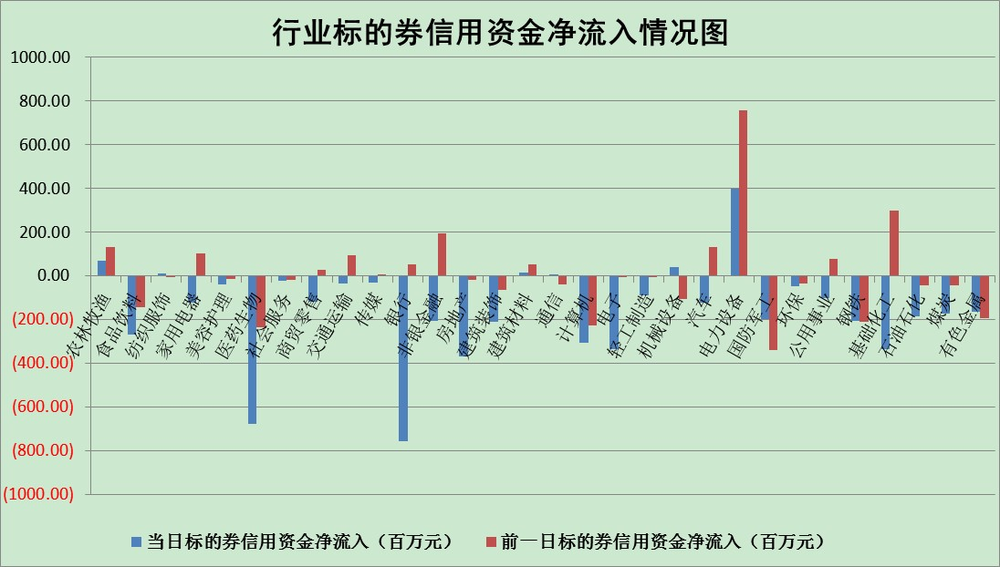 行业标的券信用资金净流入情况图
1000.00
800.00
600.00
400.00
200.00
0.00
(200.00)
(400.00)
(600.00)
(800.00)
(1000.00)
农林牧渔
食品饮料
纺织服饰
家用电器
美容护理
医药生物
社会服务
商贸零售
交通运输
传媒
银行
非银金融
房地产
建筑装饰
建筑材料
通信
计算机
电子
轻工制造
机械设备
汽车
电力设备
国防军工
环保
公用事业
钢铁
基础化工
石油石化
煤炭
有色金属
当日标的券信用资金净流入（百万元）
前一日标的券信用资金净流入（百万元）